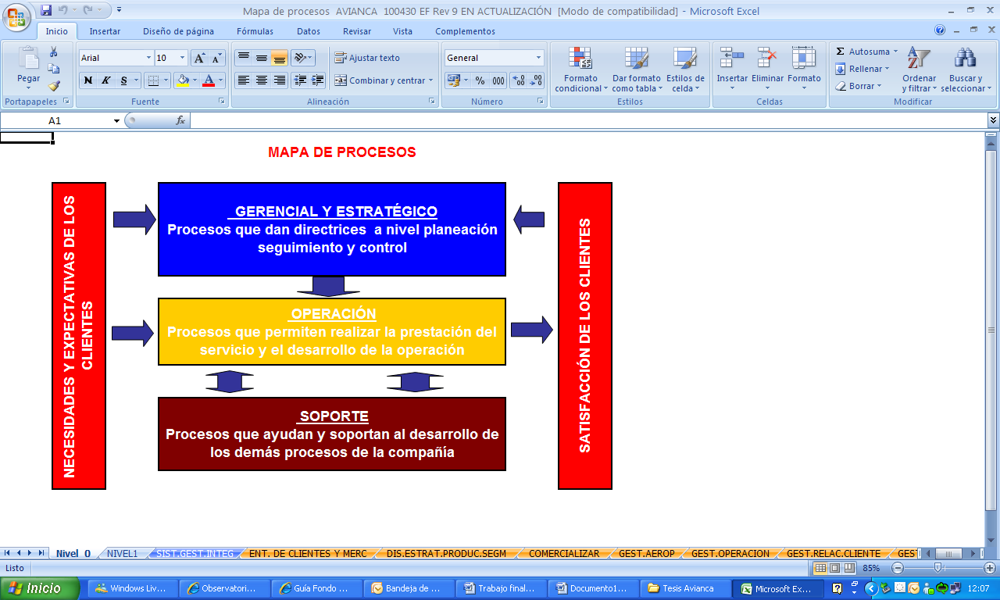 Mapa de procesos  AVIANCA  100430 EF Rev 9 EN ACTUALIZACIÓN  [Modo de compatibilidad] - Microsoft Excel
Inicio Insertar Diseño de página Fórmulas Datos Revisar Vista Complementos
Pegar
Portapapeles
Arial 10
N K S
Fuente
Ajustar texto
Combinar y centrar
Alineación
General
% 000
Número
Formato condicional
Dar formato como tabla
Estilos de celda
Estilos
Insertar Eliminar Formato
Celdas
Autosuma
Rellenar
Borrar
Ordenar y filtrar
Buscar y seleccionar
Modificar
A1 fx
MAPA DE PROCESOS
NECESIDADES Y EXPECTATIVAS DE LOS
CLIENTES
GERENCIAL Y ESTRATÉGICO
Procesos que dan directrices  a nivel planeación
seguimiento y control
OPERACIÓN
Procesos que permiten realizar la prestación del
servicio y el desarrollo de la operación
SOPORTE
Procesos que ayudan y soportan al desarrollo de
los demás procesos de la compañía
SATISFACCIÓN DE LOS CLIENTES
Nivel_0 NIVEL1 SIST.GEST.INTEG ENT. DE CLIENTES Y MERC DIS.ESTRAT.PRODUC.SEGM COMERCIALIZAR GEST.AEROP GEST.OPERACION GEST.RELAC.CLIENTE GEST
Listo 85%
Inicio Windows Liv... Observatori... Guía Fondo ... Bandeja de ... Trabajo final... Documento1... Tesis Avianca Microsoft Ex... 12:07